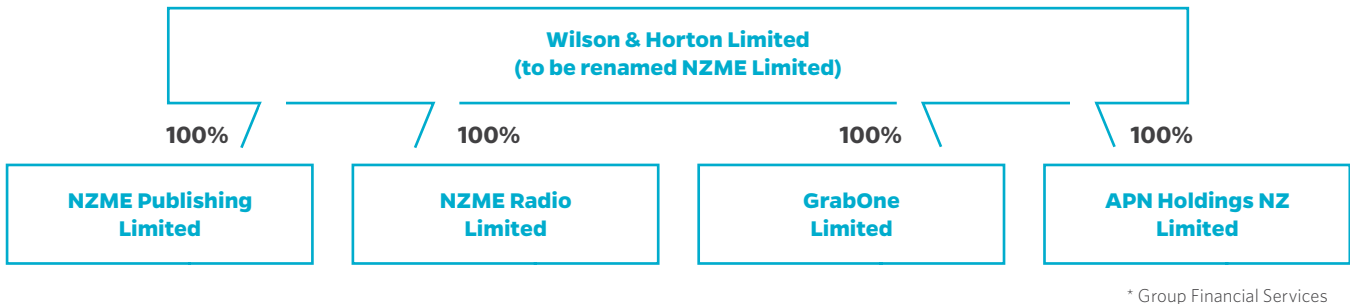 Wilson & Horton Limited
(to be renamed NZME Limited)
100%
100%
100%
100%
NZME Publishing
Limited
NZME Radio
Limited
GrabOne
Limited
APN Holdings NZ
Limited
* Group Financial Services